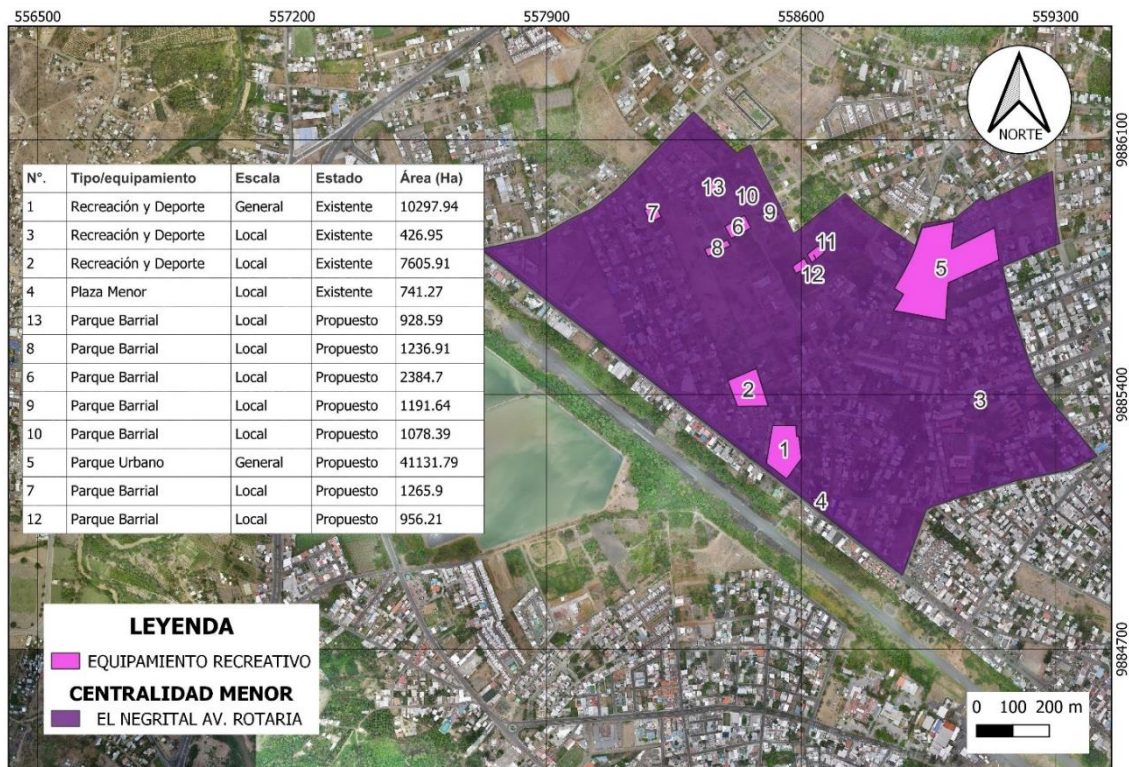 556500 557200 557900 558600 559300
NORTE
9886100
N°. Tipo/equipamiento Escala Estado Área (Ha)
1 Recreación y Deporte General Existente 10297.94
3 Recreación y Deporte Local Existente 426.95
2 Recreación y Deporte Local Existente 7605.91
4 Plaza Menor Local Existente 741.27
13 Parque Barrial Local Propuesto 928.59
8 Parque Barrial Local Propuesto 1236.91
6 Parque Barrial Local Propuesto 2384.7
9 Parque Barrial Local Propuesto 1191.64
10 Parque Barrial Local Propuesto 1078.39
5 Parque Urbano General Propuesto 41131.79
7 Parque Barrial Local Propuesto 1265.9
12 Parque Barrial Local Propuesto 956.21
13
10
7
9
6
8
11
12
5
2
3
1
4
9885400
9884700
LEYENDA
EQUIPAMIENTO RECREATIVO
CENTRALIDAD MENOR
EL NEGRITAL AV. ROTARIA
0 100 200 m